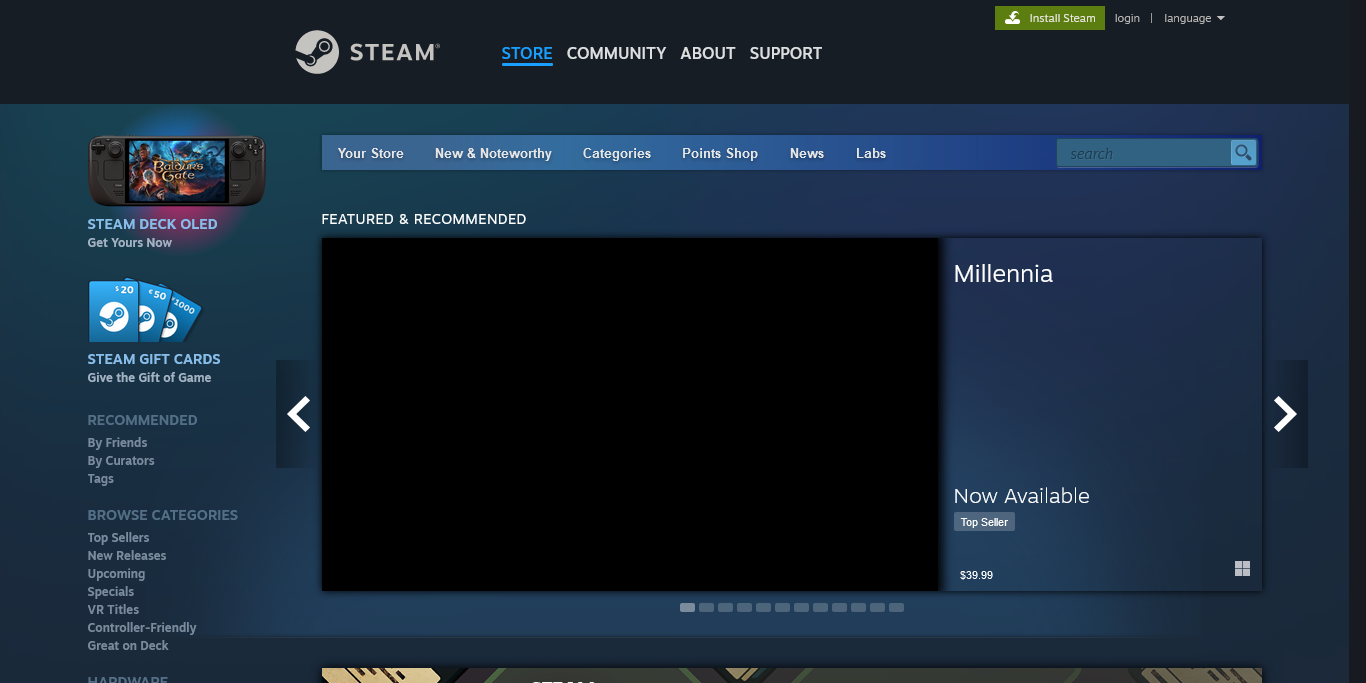 Install Steam
login | language
STEAM®
STORE COMMUNITY ABOUT SUPPORT
Your Store New & Noteworthy Categories Points Shop News Labs
search
Baldur's Gate
STEAM DECK OLED
Get Yours Now
$20 €50 1000
STEAM GIFT CARDS
Give the Gift of Game
RECOMMENDED
By Friends
By Curators
Tags
BROWSE CATEGORIES
Top Sellers
New Releases
Upcoming
Specials
VR Titles
Controller-Friendly
Great on Deck
HARDWARE
FEATURED & RECOMMENDED
Millennia
Now Available
Top Seller
$39.99
STEAM